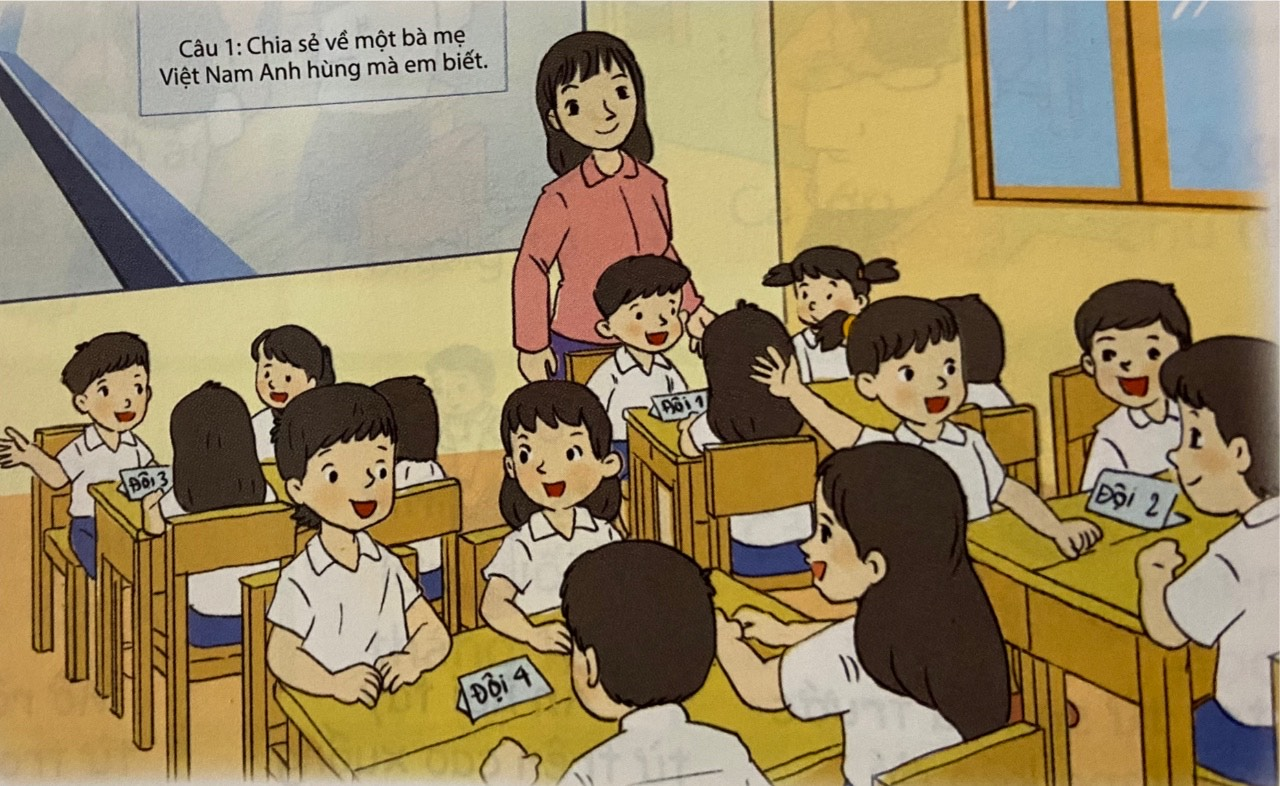 Câu 1: Chia sẻ về một bà mẹ
Việt Nam Anh hùng mà em biết.
Đội 1
Đội 3
Đội 2
Đội 4